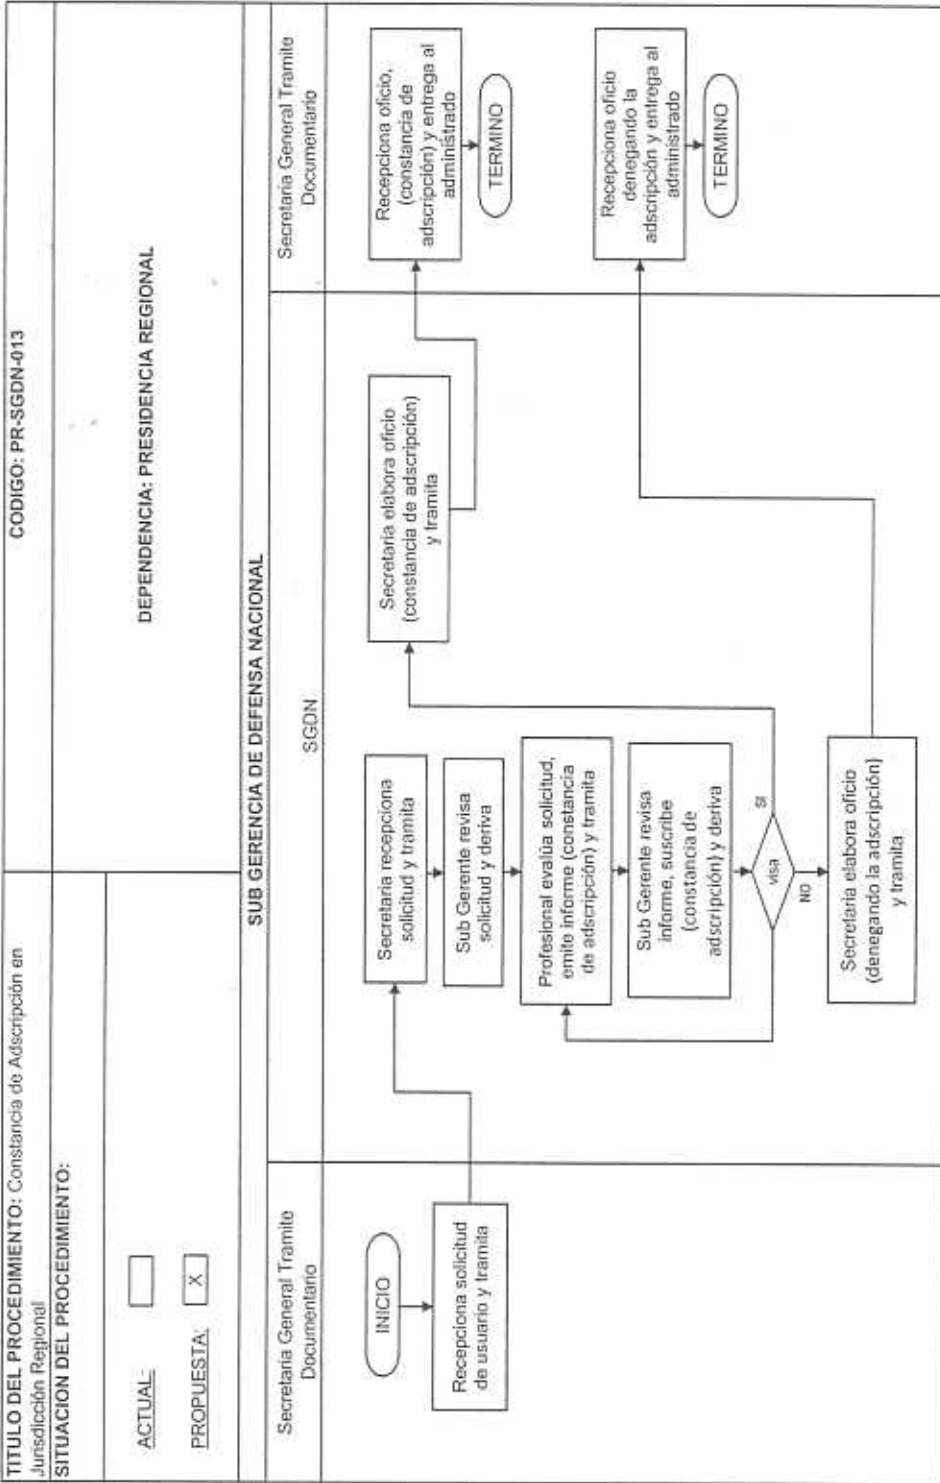 TITULO DEL PROCEDIMIENTO: Constancia de Adscripción en
Jurisdicción Regional
CODIGO: PR-SGDN-013
SITUACION DEL PROCEDIMIENTO:
ACTUAL:
PROPUESTA: X
DEPENDENCIA: PRESIDENCIA REGIONAL
SUB GERENCIA DE DEFENSA NACIONAL
Secretaria General Tramite
Documentario
SGDN
Secretaria General Tramite
Documentario
INICIO
Recepciona solicitud
de usuario y tramita
Secretaria recepciona
solicitud y tramita
Sub Gerente revisa
solicitud y deriva
Profesional evalúa solicitud,
emite informe (constancia
de adscripción) y tramita
Sub Gerente revisa
informe, suscribe
(constancia de
adscripción) y deriva
visa
SI
NO
Secretaria elabora oficio
(denegando la adscripción)
y tramita
Secretaria elabora oficio
(constancia de adscripción)
y tramita
Recepciona oficio,
(constancia de
adscripción) y entrega al
administrado
TERMINO
Recepciona oficio
denegando la
adscripción y entrega al
administrado
TERMINO